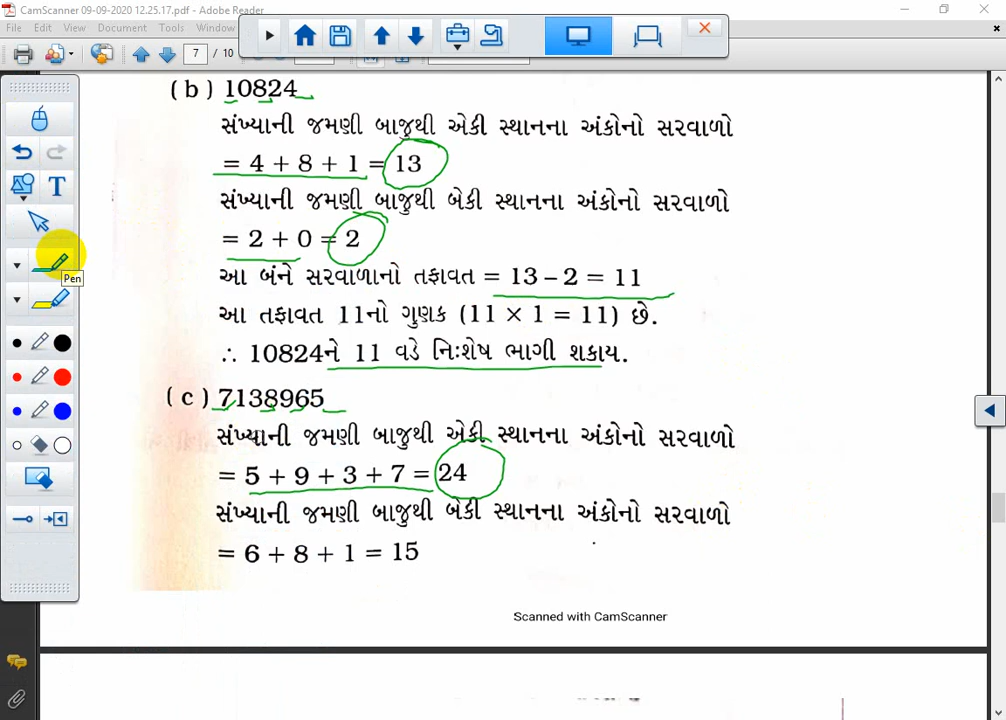 CamScanner 09-09-2020 12.25.17.pdf - Adobe Reader
File Edit View Document Tools Window Help
7 / 10
T
Pen
(b) 10824
સંખ્યાની જમણી બાજુથી એકી સ્થાનના અંકોનો સરવાળો
= 4 + 8 + 1 = 13
સંખ્યાની જમણી બાજુથી બેકી સ્થાનના અંકોનો સરવાળો
= 2 + 0 = 2
આ બંને સરવાળાનો તફાવત = 13 – 2 = 11
આ તફાવત 11નો ગુણક (11 × 1 = 11) છે.
∴ 10824ને 11 વડે નિઃશેષ ભાગી શકાય.
(c) 7138965
સંખ્યાની જમણી બાજુથી એકી સ્થાનના અંકોનો સરવાળો
= 5 + 9 + 3 + 7 = 24
સંખ્યાની જમણી બાજુથી બેકી સ્થાનના અંકોનો સરવાળો
= 6 + 8 + 1 = 15
Scanned with CamScanner